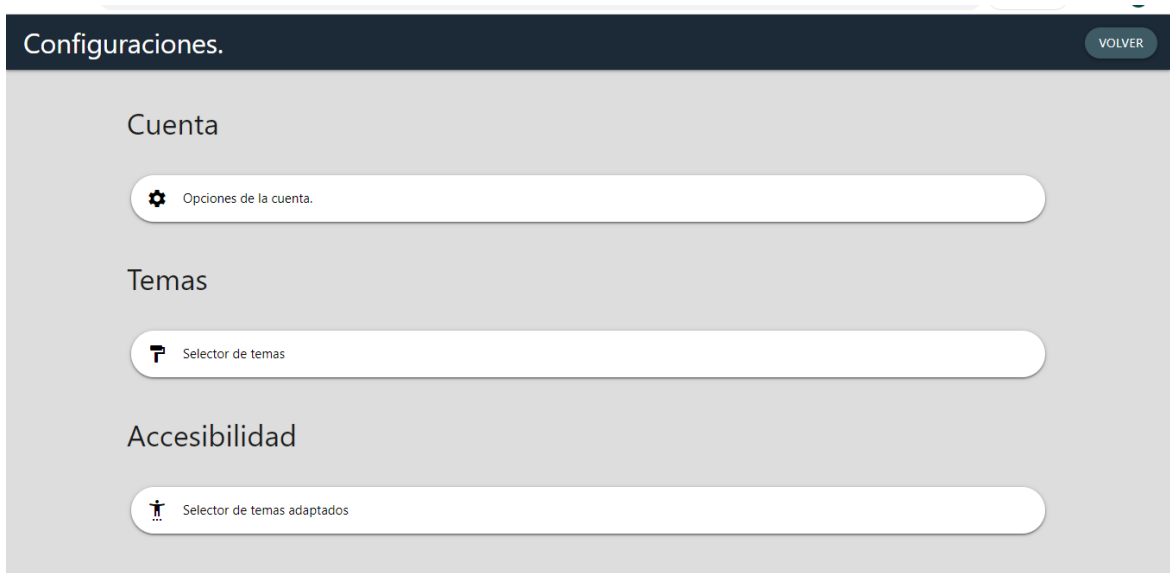 Configuraciones.
VOLVER
Cuenta
Opciones de la cuenta.
Temas
Selector de temas
Accesibilidad
Selector de temas adaptados